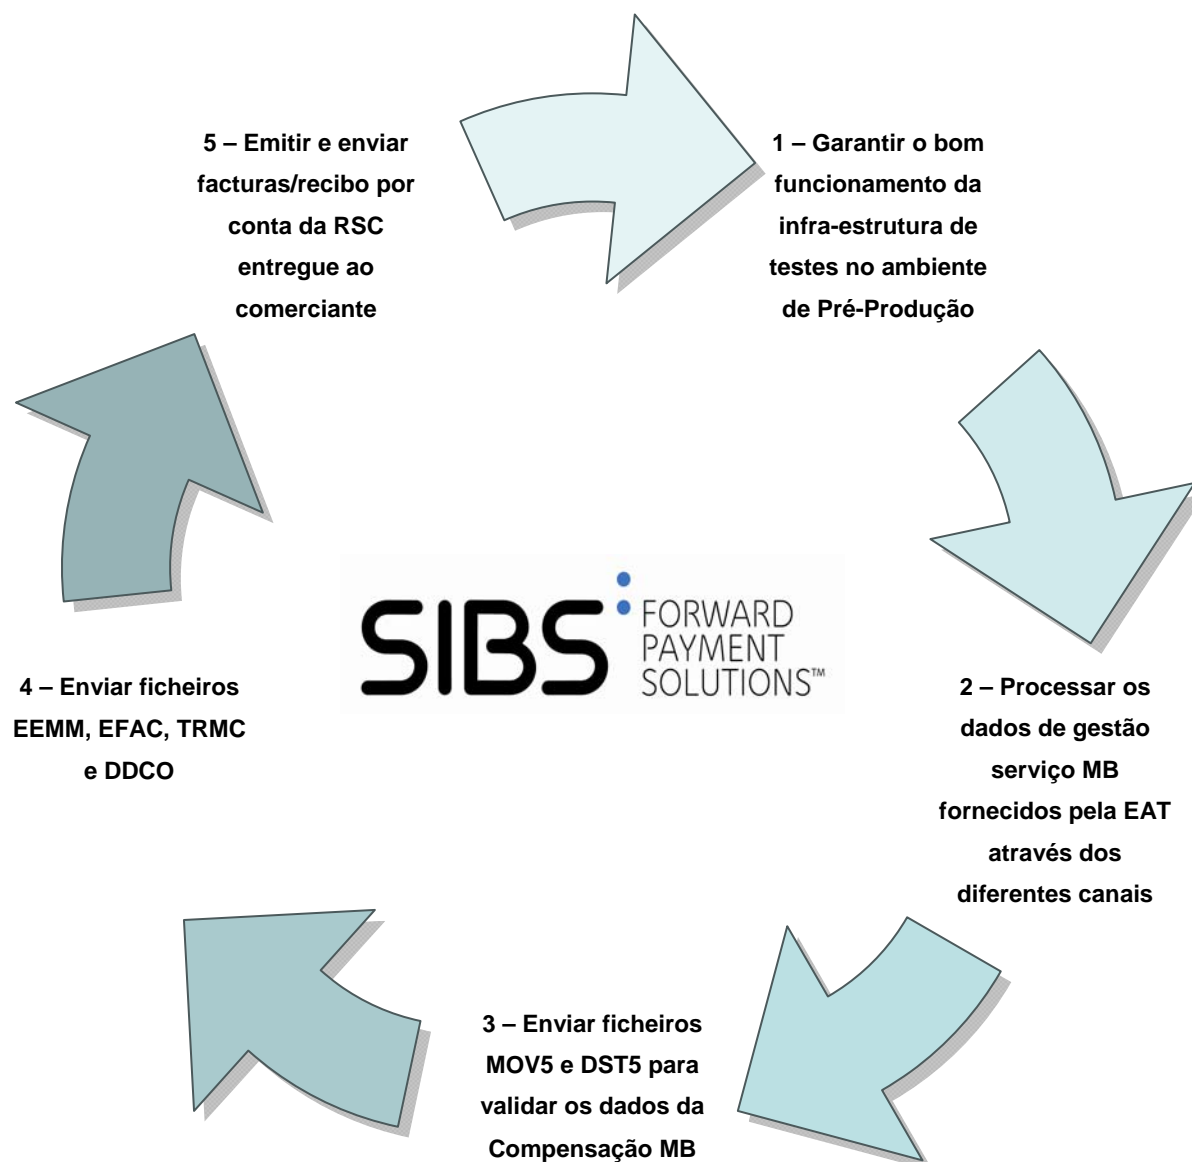 5 – Emitir e enviar
facturas/recibo por
conta da RSC
entregue ao
comerciante
1 – Garantir o bom
funcionamento da
infra-estrutura de
testes no ambiente
de Pré-Produção
SIBS
FORWARD
PAYMENT
SOLUTIONS™
4 – Enviar ficheiros
EEMM, EFAC, TRMC
e DDCO
2 – Processar os
dados de gestão
serviço MB
fornecidos pela EAT
através dos
diferentes canais
3 – Enviar ficheiros
MOV5 e DST5 para
validar os dados da
Compensação MB